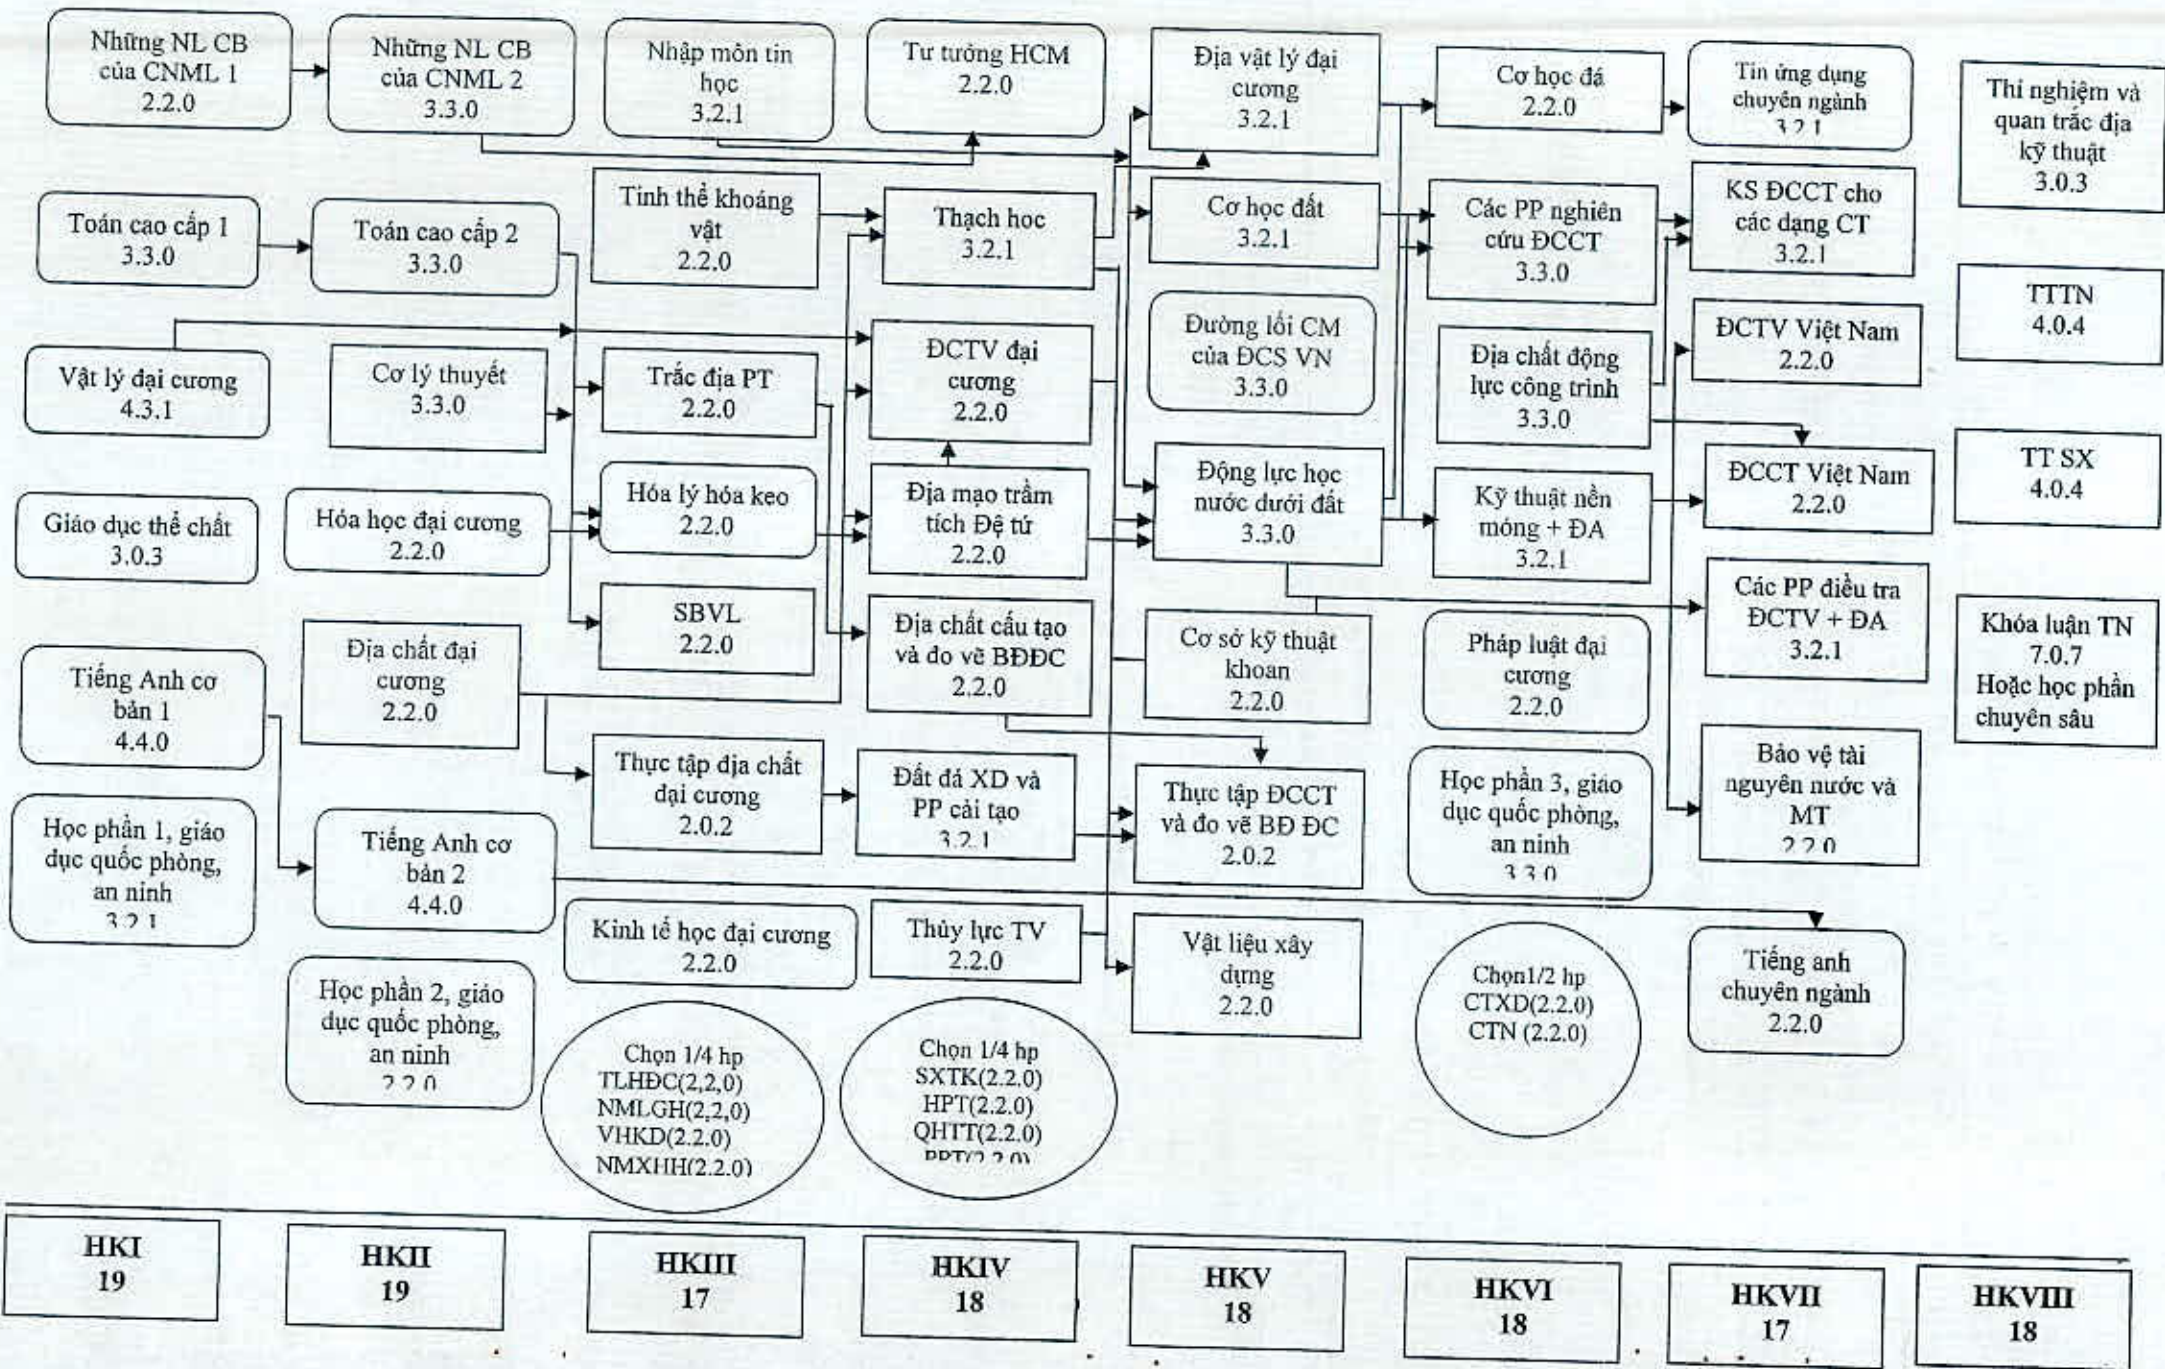 Những NL CB
của CNML 1
2.2.0
Những NL CB
của CNML 2
3.3.0
Nhập môn tin
học
3.2.1
Tư tưởng HCM
2.2.0
Địa vật lý đại
cương
3.2.1
Cơ học đá
2.2.0
Tin ứng dụng
chuyên ngành
3.2.1
Thí nghiệm và
quan trắc địa
kỹ thuật
3.0.3
Toán cao cấp 1
3.3.0
Toán cao cấp 2
3.3.0
Tinh thể khoáng
vật
2.2.0
Thạch học
3.2.1
Cơ học đất
3.2.1
Các PP nghiên
cứu ĐCCT
3.3.0
KS ĐCCT cho
các dạng CT
3.2.1
TTTN
4.0.4
Vật lý đại cương
4.3.1
Cơ lý thuyết
3.3.0
Trắc địa PT
2.2.0
ĐCTV đại
cương
2.2.0
Đường lối CM
của ĐCS VN
3.3.0
Địa chất động
lực công trình
3.3.0
ĐCTV Việt Nam
2.2.0
TT SX
4.0.4
Giáo dục thể chất
3.0.3
Hóa học đại cương
2.2.0
Hóa lý hóa keo
2.2.0
Địa mạo trầm
tích Đệ tứ
2.2.0
Động lực học
nước dưới đất
3.3.0
Kỹ thuật nền
móng + ĐA
3.2.1
ĐCCT Việt Nam
2.2.0
Khóa luận TN
7.0.7
Hoặc học phần
chuyên sâu
Tiếng Anh cơ
bản 1
4.4.0
Địa chất đại
cương
2.2.0
SBVL
2.2.0
Địa chất cấu tạo
và đo vẽ BĐĐC
2.2.0
Cơ sở kỹ thuật
khoan
2.2.0
Pháp luật đại
cương
2.2.0
Các PP điều tra
ĐCTV + ĐA
3.2.1
Học phần 1, giáo
dục quốc phòng,
an ninh
3.2.1
Tiếng Anh cơ
bản 2
4.4.0
Thực tập địa chất
đại cương
2.0.2
Đất đá XD và
PP cải tạo
3.2.1
Thực tập ĐCCT
và đo vẽ BĐ ĐC
2.0.2
Học phần 3, giáo
dục quốc phòng,
an ninh
3.3.0
Bảo vệ tài
nguyên nước và
MT
2.2.0
Học phần 2, giáo
dục quốc phòng,
an ninh
2.2.0
Kinh tế học đại cương
2.2.0
Thủy lực TV
2.2.0
Vật liệu xây
dựng
2.2.0
Chọn1/2 hp
CTXD(2.2.0)
CTN (2.2.0)
Tiếng anh
chuyên ngành
2.2.0
Chọn 1/4 hp
TLHĐC(2,2,0)
NMLGH(2,2,0)
VHKD(2.2.0)
NMXHH(2.2.0)
Chọn 1/4 hp
SXTK(2.2.0)
HPT(2.2.0)
QHTT(2.2.0)
PPT(2.2.0)
HKI
19
HKII
19
HKIII
17
HKIV
18
HKV
18
HKVI
18
HKVII
17
HKVIII
18